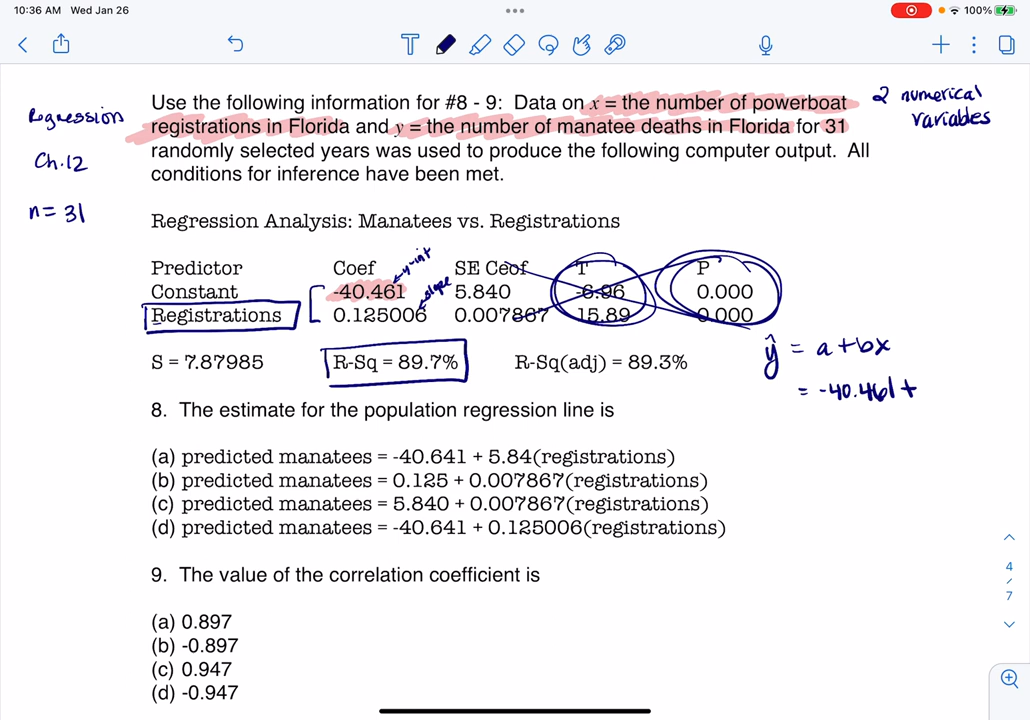 10:36 AM Wed Jan 26
100%
Use the following information for #8 - 9: Data on x = the number of powerboat
registrations in Florida and y = the number of manatee deaths in Florida for 31
randomly selected years was used to produce the following computer output. All
conditions for inference have been met.
2 numerical
variables
Regression
Ch.12
n = 31
Regression Analysis: Manatees vs. Registrations
y-int
slope
Predictor Coef SE Ceof T P
Constant -40.461 5.840 -6.96 0.000
Registrations 0.125006 0.007867 15.89 0.000
S = 7.87985 R-Sq = 89.7% R-Sq(adj) = 89.3%
ŷ = a+bx
= -40.461+
8. The estimate for the population regression line is
(a) predicted manatees = -40.641 + 5.84(registrations)
(b) predicted manatees = 0.125 + 0.007867(registrations)
(c) predicted manatees = 5.840 + 0.007867(registrations)
(d) predicted manatees = -40.641 + 0.125006(registrations)
9. The value of the correlation coefficient is
(a) 0.897
(b) -0.897
(c) 0.947
(d) -0.947
4
/
7